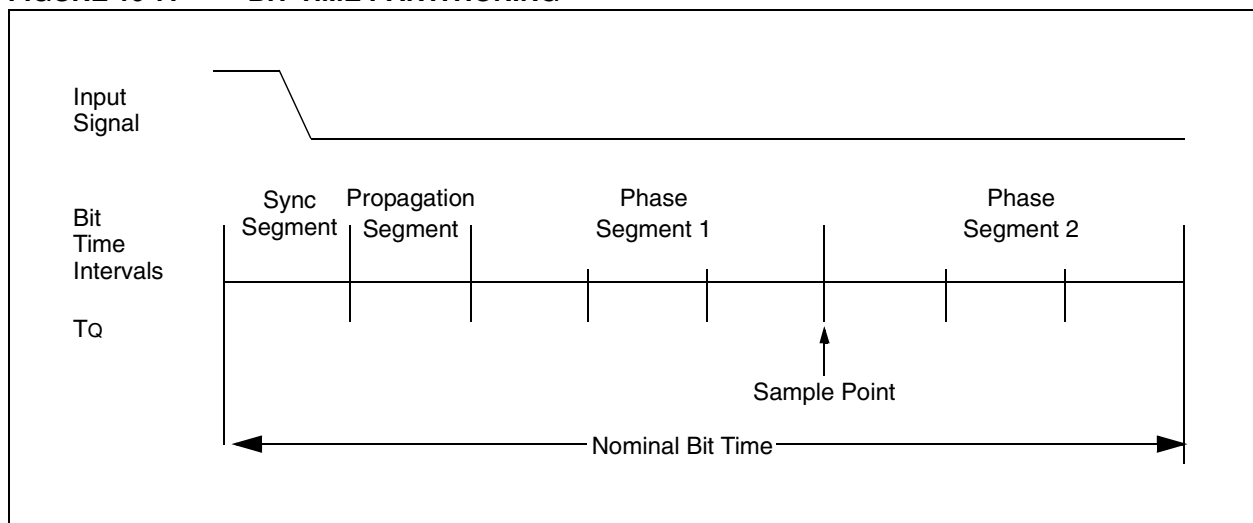 Input
Signal
Sync
Segment
Propagation
Segment
Phase
Segment 1
Phase
Segment 2
Bit
Time
Intervals
TQ
Sample Point
Nominal Bit Time